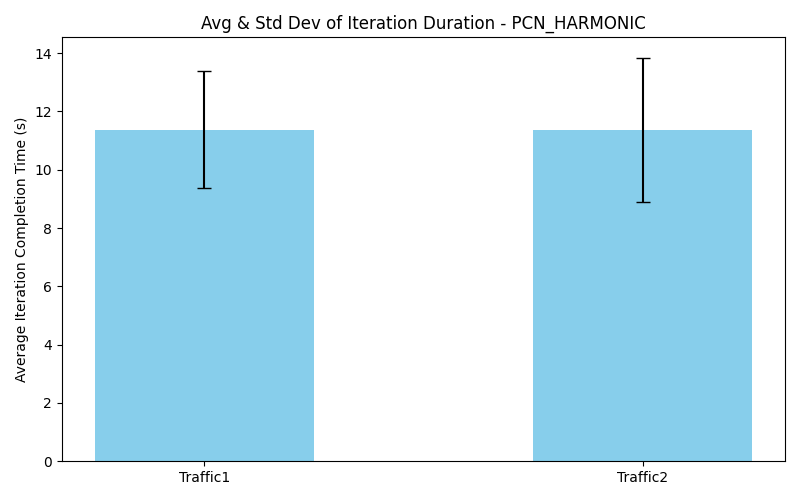 Avg & Std Dev of Iteration Duration - PCN_HARMONIC
Average Iteration Completion Time (s)
14
12
10
8
6
4
2
0
Traffic1
Traffic2